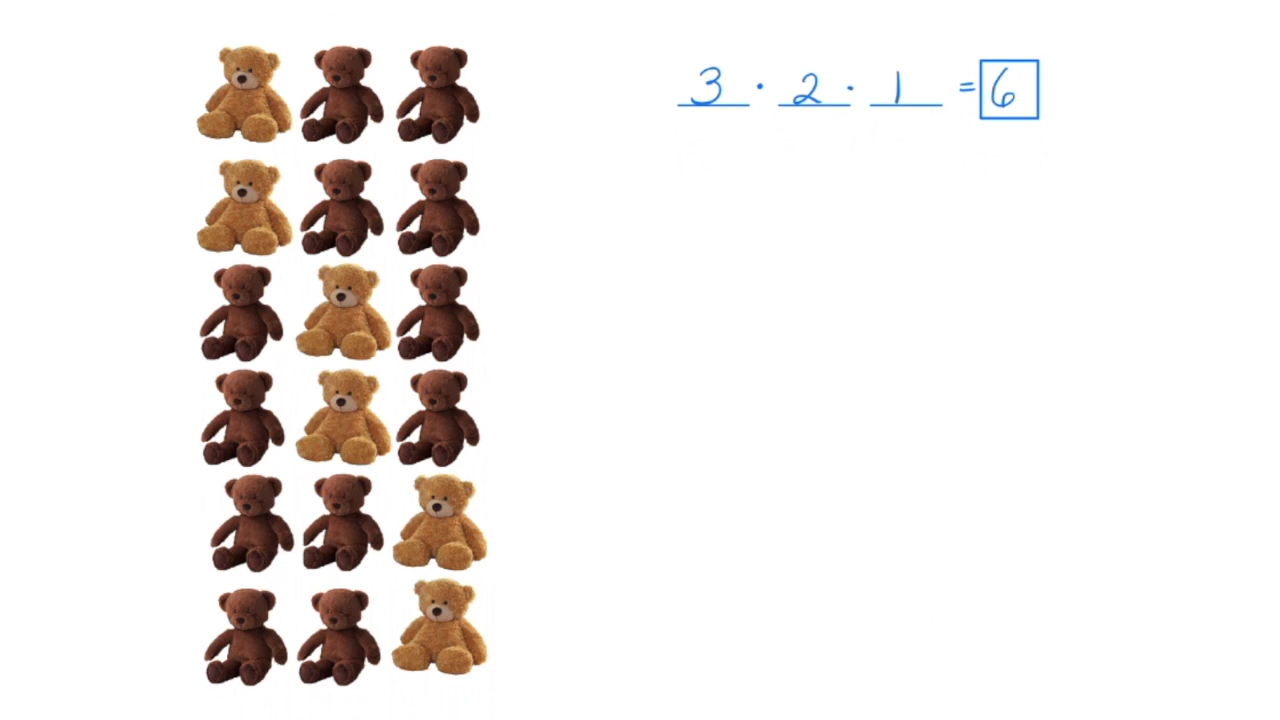 3 · 2 · 1 = 6